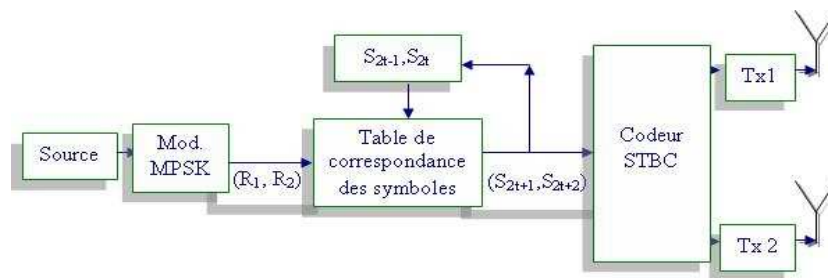 S2t-1,S2t
Tx1
Source
Mod.
MPSK
(R1, R2)
Table de
correspondance
des symboles
(S2t+1,S2t+2)
Codeur
STBC
Tx 2